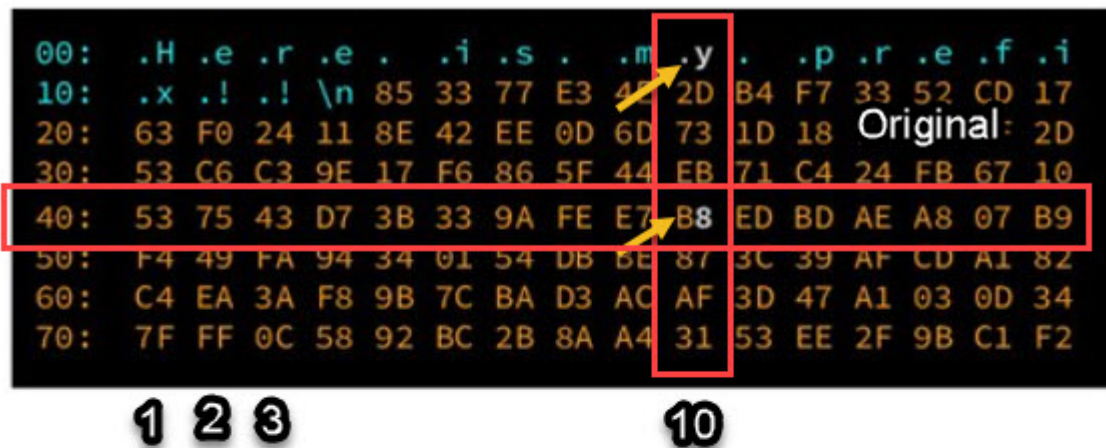 00: .H .e .r .e . .i .s . .m .y . .p .r .e .f .i
10: .x .! .! \n 85 33 77 E3 2D B4 F7 33 52 CD 17
20: 63 F0 24 11 8E 42 EE 0D 6D 73 1D 18 Original 2D
30: 53 C6 C3 9E 17 F6 86 5F 44 EB 71 C4 24 FB 67 10
40: 53 75 43 D7 3B 33 9A FE E7 B8 ED BD AE A8 07 B9
50: F4 49 FA 94 34 01 54 DB BE 87 3C 39 AF CD A1 82
60: C4 EA 3A F8 9B 7C BA D3 AC AF 3D 47 A1 03 0D 34
70: 7F FF 0C 58 92 BC 2B 8A A4 31 53 EE 2F 9B C1 F2
1 2 3 10